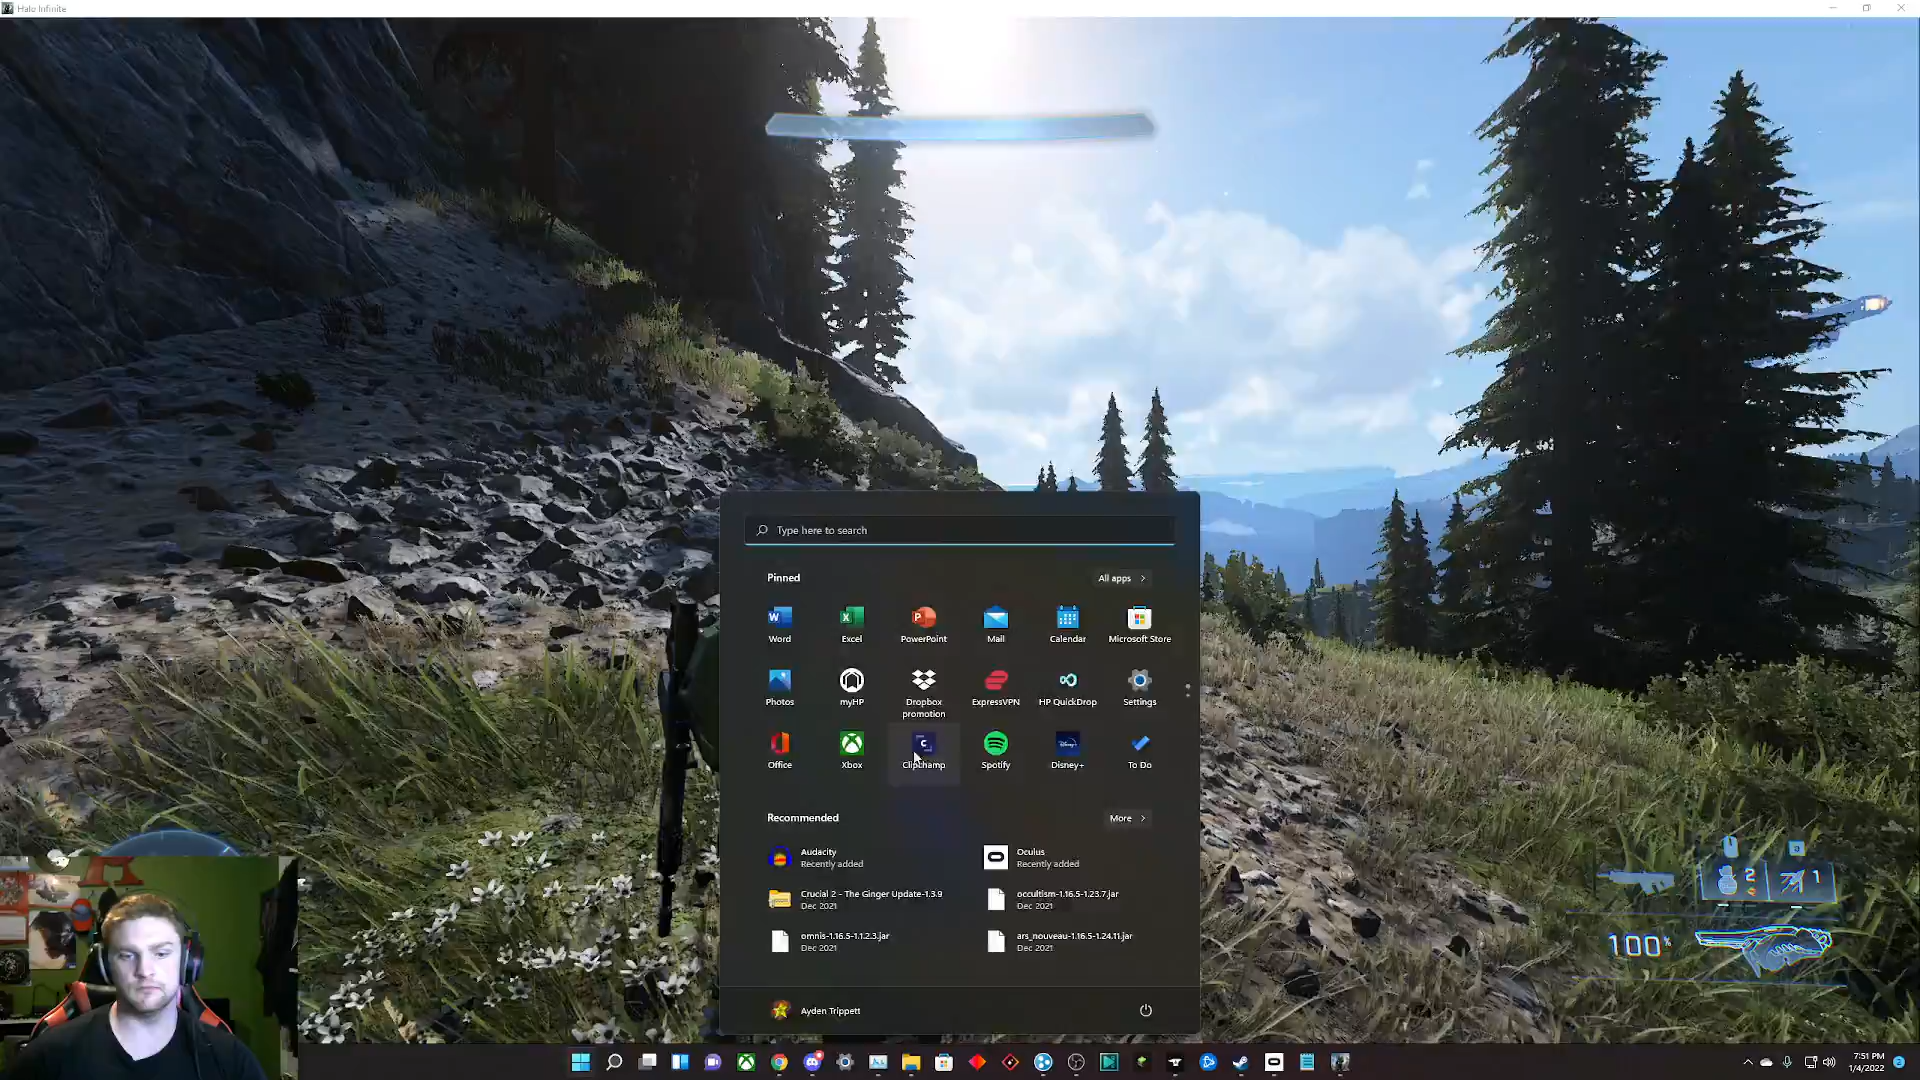 Halo Infinite
Type here to search
Pinned
All apps
Word
Excel
PowerPoint
Mail
Calendar
Microsoft Store
Photos
myHP
Dropbox
promotion
ExpressVPN
HP QuickDrop
Settings
Office
Xbox
Clipchamp
Spotify
Disney+
To Do
Recommended
More
Audacity
Recently added
Oculus
Recently added
Crucial 2 - The Ginger Update-1.3.9
Dec 2021
occultism-1.16.5-1.23.7.jar
Dec 2021
omnis-1.16.5-1.1.2.3.jar
Dec 2021
ars_nouveau-1.16.5-1.24.11.jar
Dec 2021
2
1
100%
Ayden Trippett
7:51 PM
1/4/2022